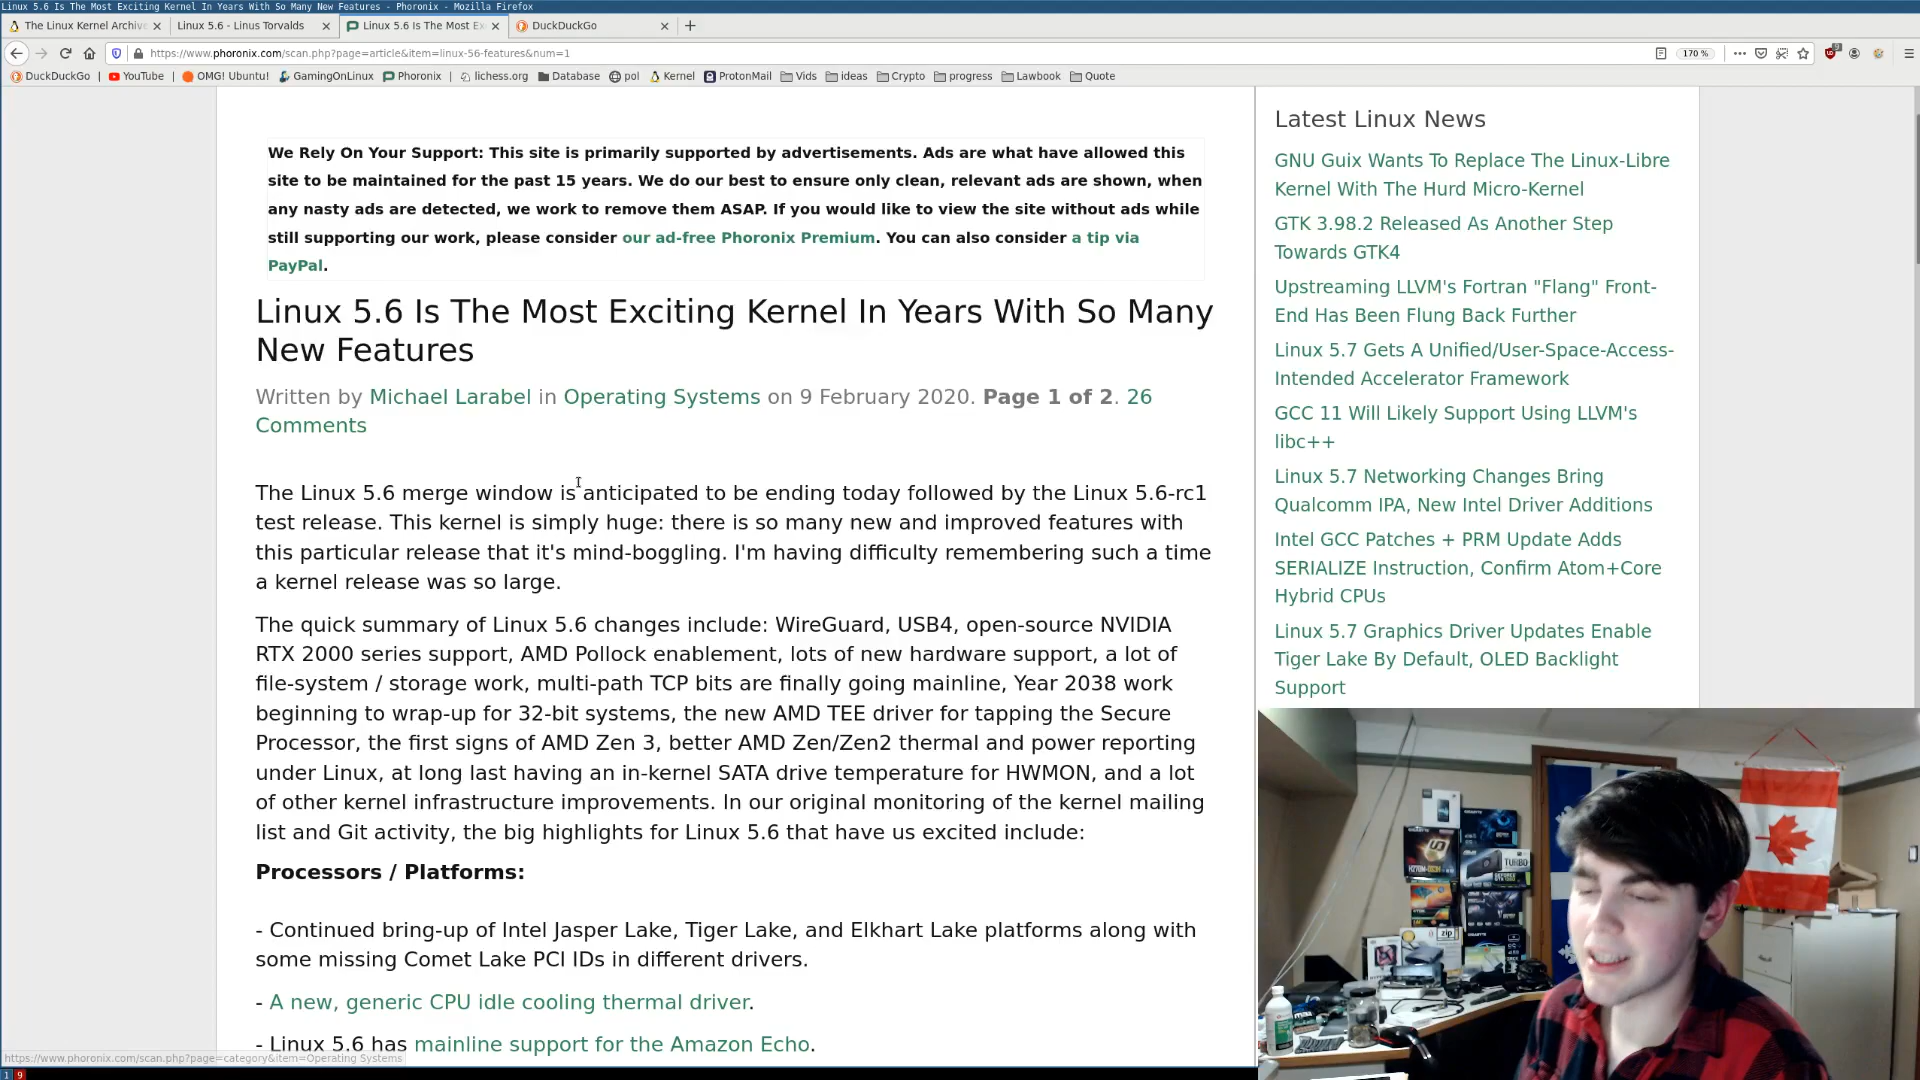 Linux 5.6 Is The Most Exciting Kernel In Years With So Many New Features - Phoronix - Mozilla Firefox
The Linux Kernel Archive
Linux 5.6 - Linus Torvalds
Linux 5.6 Is The Most Ex
DuckDuckGo
https://www.phoronix.com/scan.php?page=article&item=linux-56-features&num=1
170 %
DuckDuckGo
YouTube
OMG! Ubuntu!
GamingOnLinux
Phoronix
lichess.org
Database
pol
Kernel
ProtonMail
Vids
ideas
Crypto
progress
Lawbook
Quote
We Rely On Your Support: This site is primarily supported by advertisements. Ads are what have allowed this
site to be maintained for the past 15 years. We do our best to ensure only clean, relevant ads are shown, when
any nasty ads are detected, we work to remove them ASAP. If you would like to view the site without ads while
still supporting our work, please consider our ad-free Phoronix Premium. You can also consider a tip via
PayPal.
Linux 5.6 Is The Most Exciting Kernel In Years With So Many
New Features
Written by Michael Larabel in Operating Systems on 9 February 2020. Page 1 of 2. 26
Comments
The Linux 5.6 merge window is anticipated to be ending today followed by the Linux 5.6-rc1
test release. This kernel is simply huge: there is so many new and improved features with
this particular release that it's mind-boggling. I'm having difficulty remembering such a time
a kernel release was so large.
The quick summary of Linux 5.6 changes include: WireGuard, USB4, open-source NVIDIA
RTX 2000 series support, AMD Pollock enablement, lots of new hardware support, a lot of
file-system / storage work, multi-path TCP bits are finally going mainline, Year 2038 work
beginning to wrap-up for 32-bit systems, the new AMD TEE driver for tapping the Secure
Processor, the first signs of AMD Zen 3, better AMD Zen/Zen2 thermal and power reporting
under Linux, at long last having an in-kernel SATA drive temperature for HWMON, and a lot
of other kernel infrastructure improvements. In our original monitoring of the kernel mailing
list and Git activity, the big highlights for Linux 5.6 that have us excited include:
Processors / Platforms:
- Continued bring-up of Intel Jasper Lake, Tiger Lake, and Elkhart Lake platforms along with
some missing Comet Lake PCI IDs in different drivers.
- A new, generic CPU idle cooling thermal driver.
- Linux 5.6 has mainline support for the Amazon Echo.
Latest Linux News
GNU Guix Wants To Replace The Linux-Libre
Kernel With The Hurd Micro-Kernel
GTK 3.98.2 Released As Another Step
Towards GTK4
Upstreaming LLVM's Fortran "Flang" Front-
End Has Been Flung Back Further
Linux 5.7 Gets A Unified/User-Space-Access-
Intended Accelerator Framework
GCC 11 Will Likely Support Using LLVM's
libc++
Linux 5.7 Networking Changes Bring
Qualcomm IPA, New Intel Driver Additions
Intel GCC Patches + PRM Update Adds
SERIALIZE Instruction, Confirm Atom+Core
Hybrid CPUs
Linux 5.7 Graphics Driver Updates Enable
Tiger Lake By Default, OLED Backlight
Support
TURBO
zip
https://www.phoronix.com/scan.php?page=category&item=Operating Systems
1 9